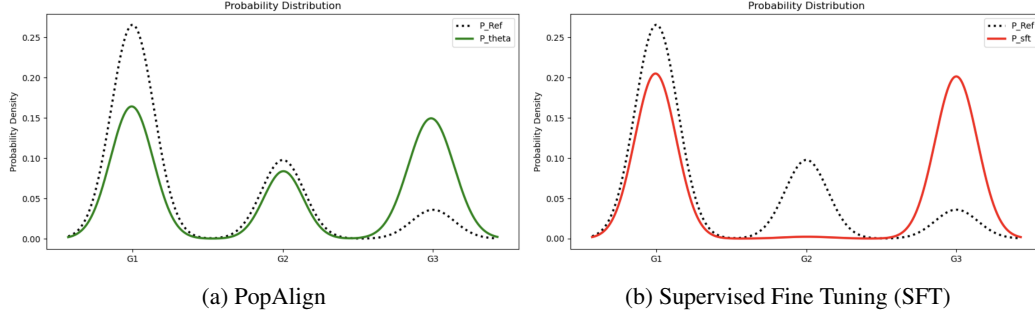 Probability Distribution
P_Ref
P_theta
Probability Density
0.25
0.20
0.15
0.10
0.05
0.00
G1
G2
G3
(a) PopAlign
Probability Distribution
P_Ref
P_sft
Probability Density
0.25
0.20
0.15
0.10
0.05
0.00
G1
G2
G3
(b) Supervised Fine Tuning (SFT)